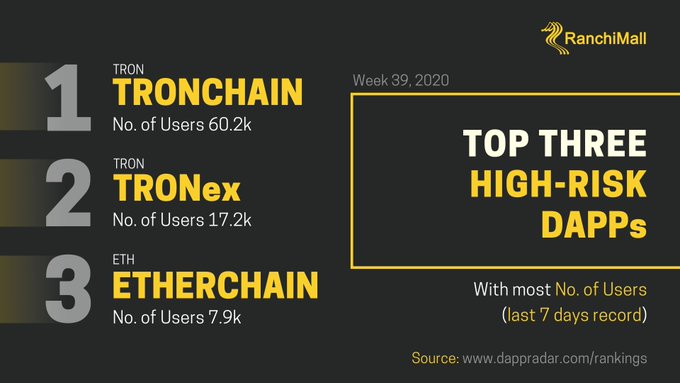 RanchiMall
Week 39, 2020
1
TRON
TRONCHAIN
No. of Users 60.2k
2
TRON
TRONex
No. of Users 17.2k
3
ETH
ETHERCHAIN
No. of Users 7.9k
TOP THREE
HIGH-RISK
DAPPs
With most No. of Users
(last 7 days record)
Source: www.dappradar.com/rankings